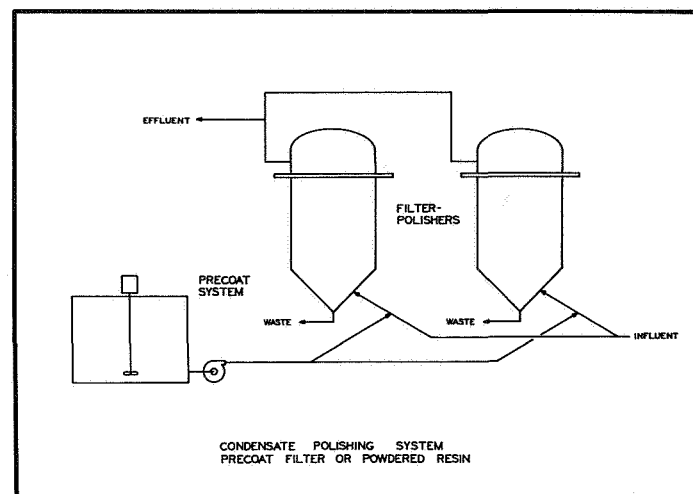 EFFLUENT
FILTER-
POLISHERS
PRECOAT
SYSTEM
WASTE
WASTE
INFLUENT
CONDENSATE POLISHING SYSTEM
PRECOAT FILTER OR POWDERED RESIN